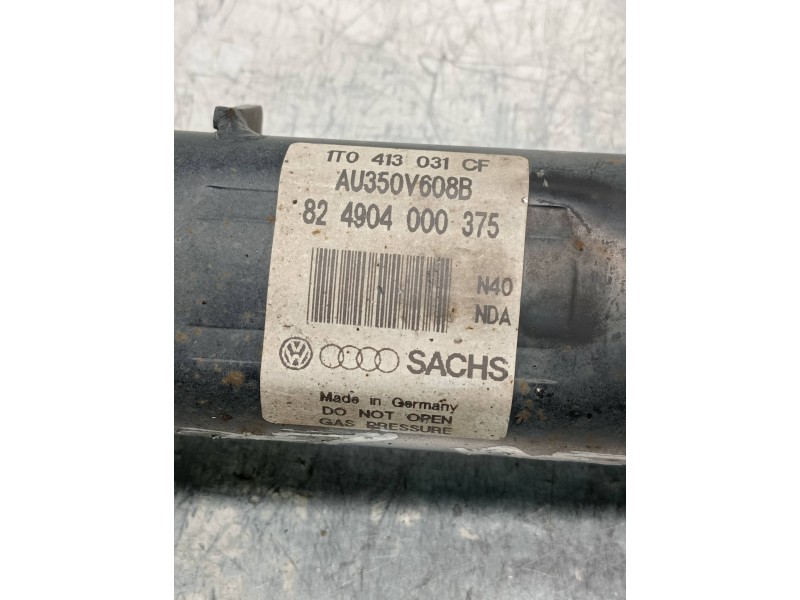 1T0 413 031 CF
AU350V608B
82 4904 000 375
N40
NDA
VW SACHS
Made in Germany
DO NOT OPEN
GAS PRESSURE